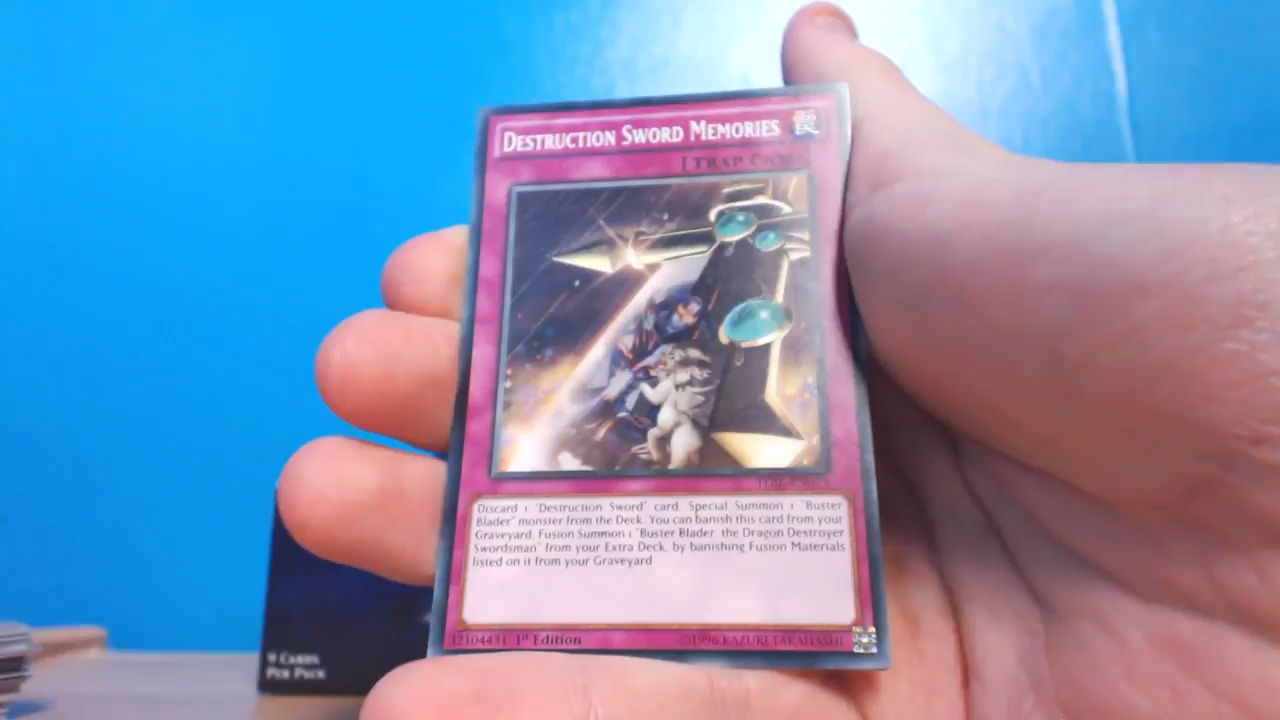 Destruction Sword Memories
[Trap
Discard 1 "Destruction Sword" card. Special Summon 1 "Buster
Blader" monster from the Deck. You can banish this card from your
Graveyard. Fusion Summon 1 "Buster Blader, the Dragon Destroyer
Swordsman" from your Extra Deck, by banishing Fusion Materials
listed on it from your Graveyard
12104431 1st Edition ©1996 KAZUKI TAKAHASHI
9 Cards
Per Pack